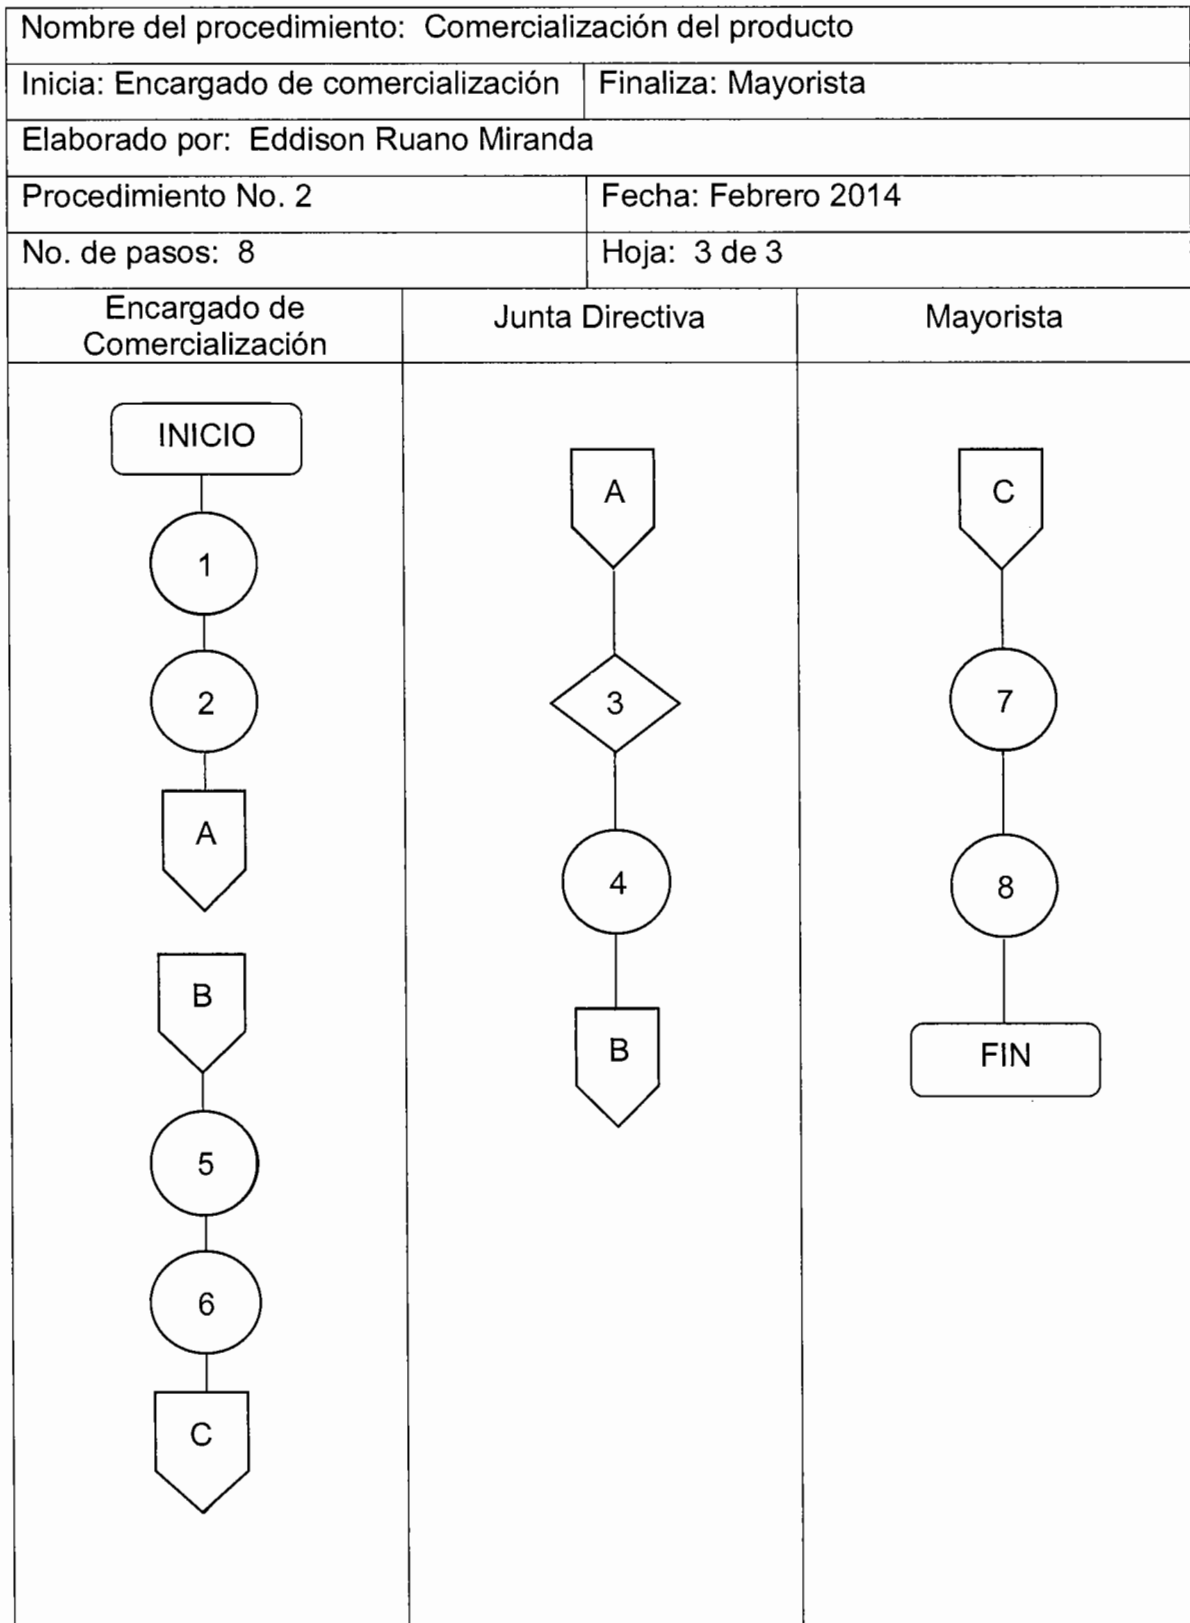 Nombre del procedimiento: Comercialización del producto
Inicia: Encargado de comercialización Finaliza: Mayorista
Elaborado por: Eddison Ruano Miranda
Procedimiento No. 2 Fecha: Febrero 2014
No. de pasos: 8 Hoja: 3 de 3
Encargado de
Comercialización
Junta Directiva
Mayorista
INICIO
1
2
A
B
5
6
C
A
3
4
B
C
7
8
FIN